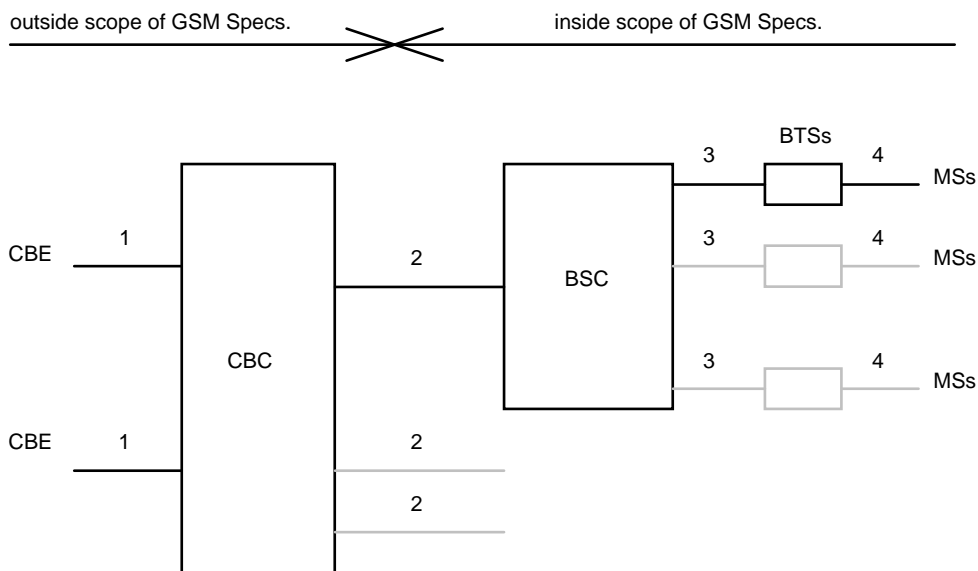 outside scope of GSM Specs. inside scope of GSM Specs.
BTSs
3 4 MSs
1 3 4 MSs
CBE 2
BSC
CBC 3 4 MSs
CBE 1 2
2